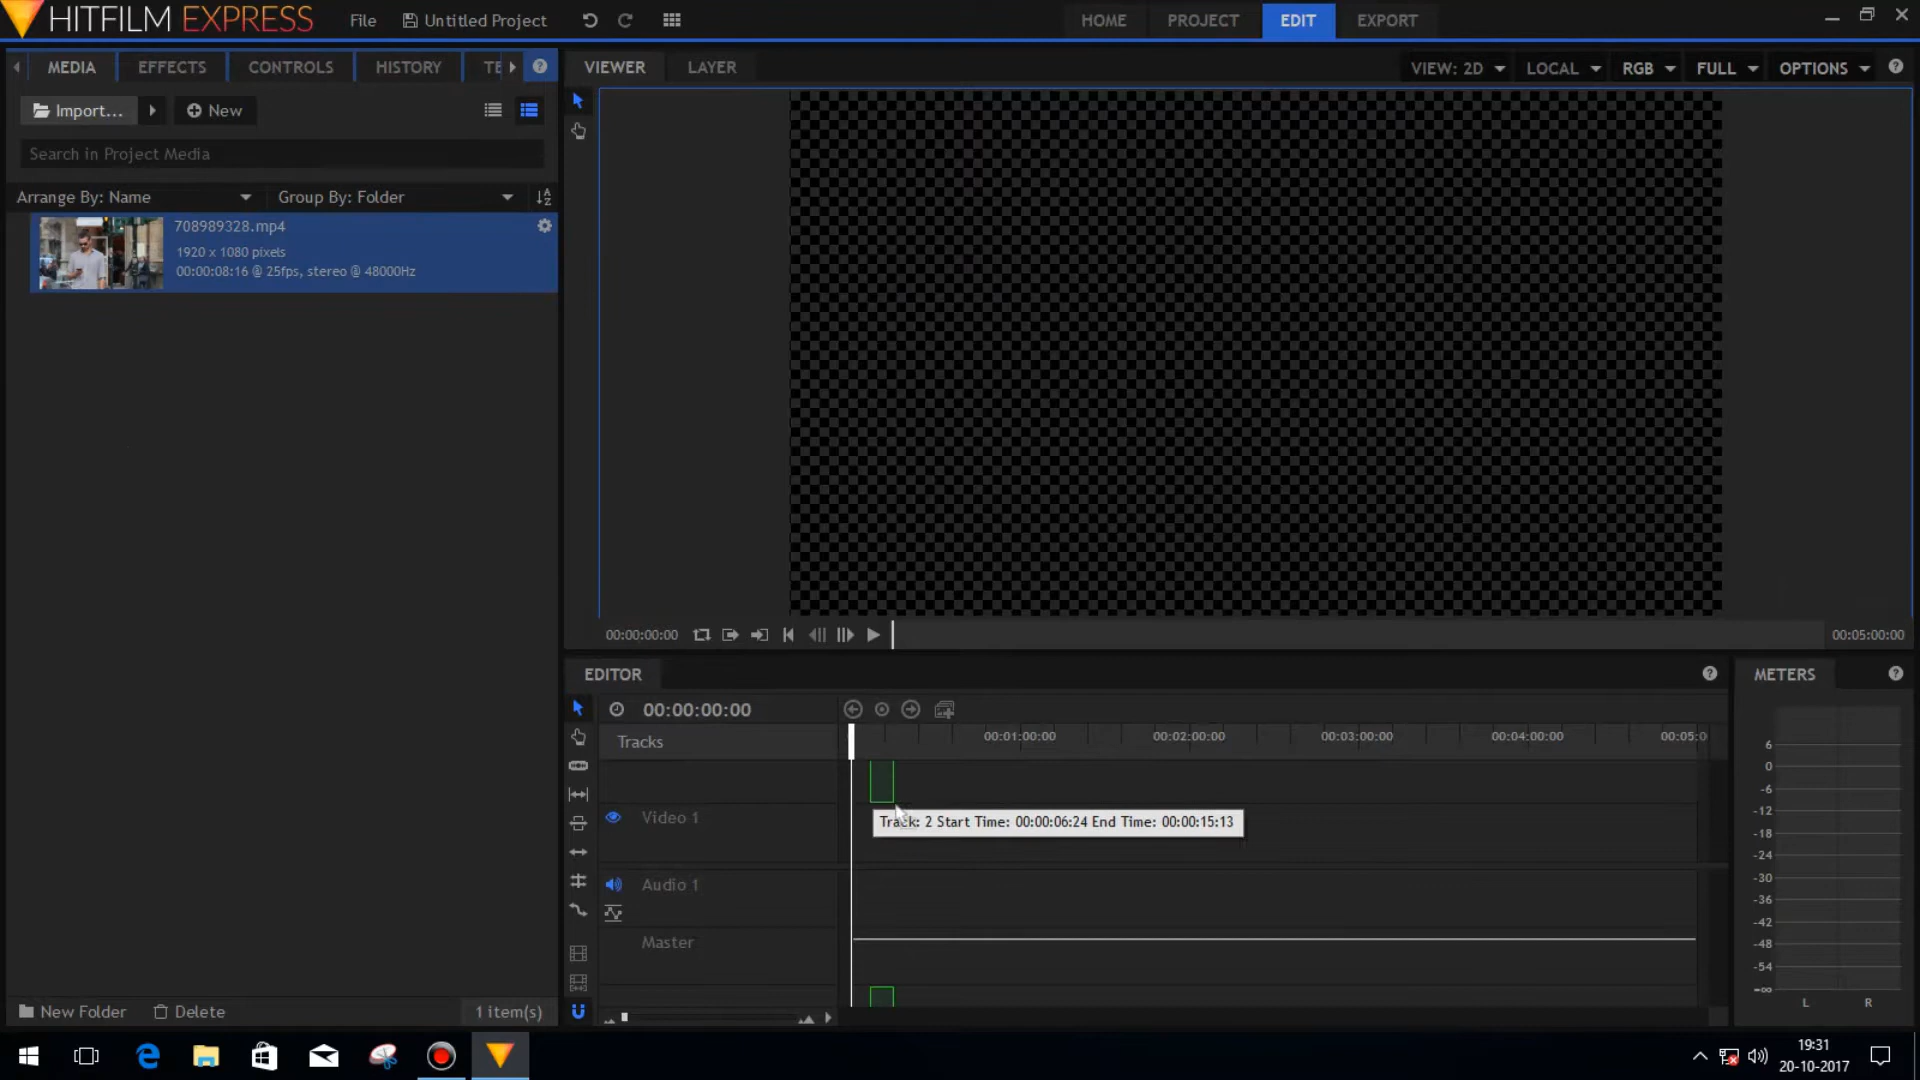 HITFILM EXPRESS
File
Untitled Project
HOME
PROJECT
EDIT
EXPORT
MEDIA
EFFECTS
CONTROLS
HISTORY
TE
VIEWER
LAYER
VIEW: 2D
LOCAL
RGB
FULL
OPTIONS
Import...
New
Search in Project Media
Arrange By: Name
Group By: Folder
708989328.mp4
1920 x 1080 pixels
00:00:08:16 @ 25fps, stereo @ 48000Hz
00:00:00:00
00:05:00:00
EDITOR
METERS
00:00:00:00
Tracks
00:01:00:00
00:02:00:00
00:03:00:00
00:04:00:00
00:05:0
Video 1
Track: 2 Start Time: 00:00:06:24 End Time: 00:00:15:13
Audio 1
Master
6
0
-6
-12
-18
-24
-30
-36
-42
-48
-54
-∞
L
R
New Folder
Delete
1 item(s)
19:31
20-10-2017